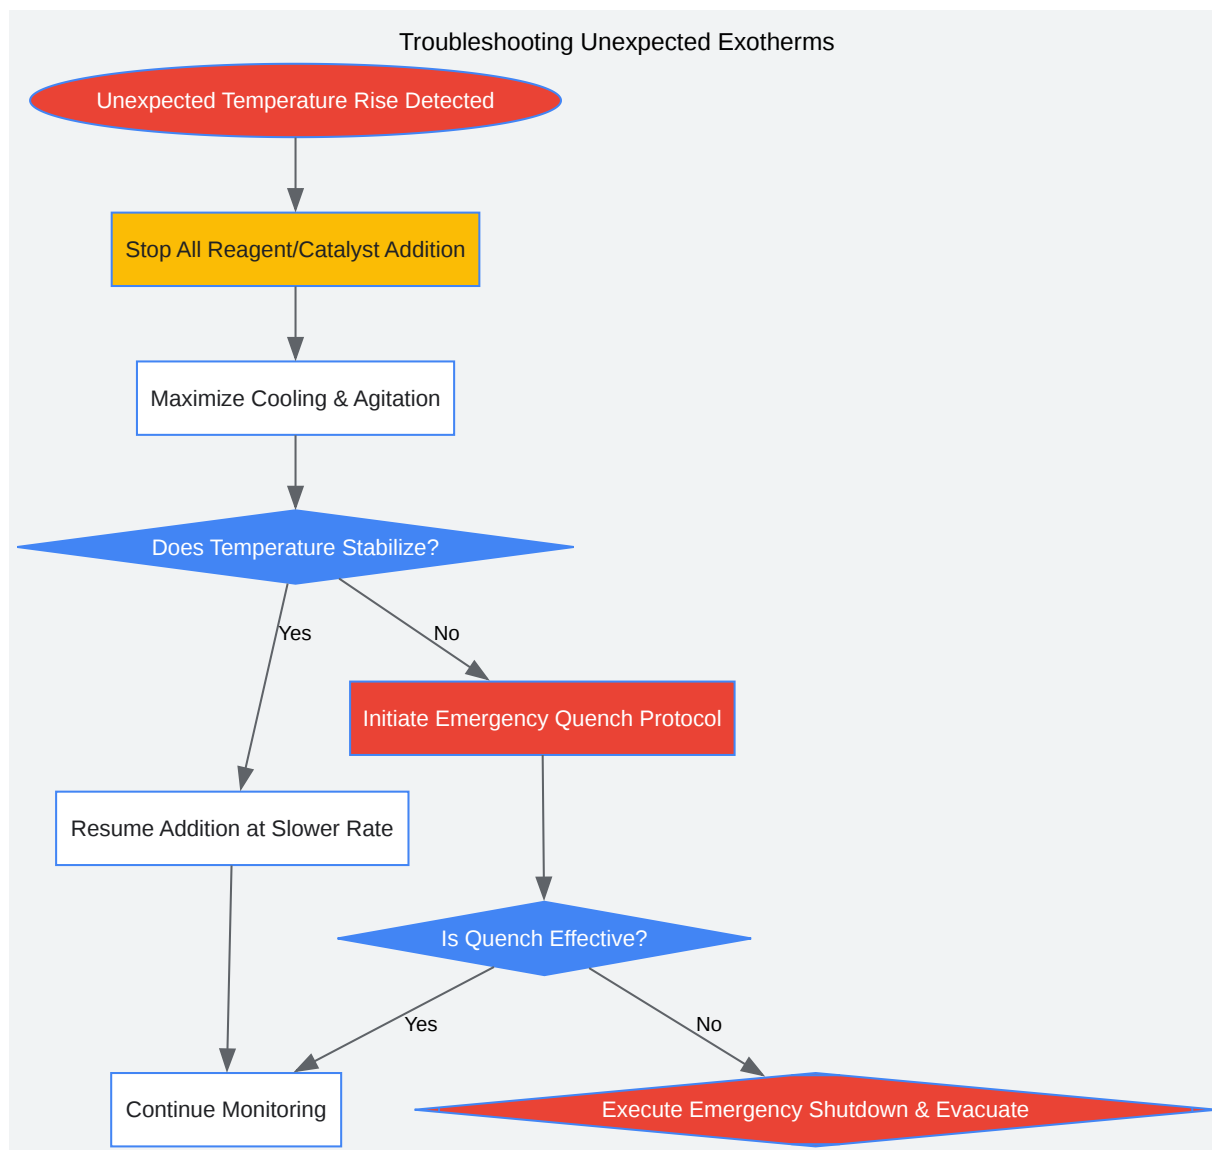 Troubleshooting Unexpected Exotherms
Unexpected Temperature Rise Detected
Stop All Reagent/Catalyst Addition
Maximize Cooling & Agitation
Does Temperature Stabilize?
Yes
No
Initiate Emergency Quench Protocol
Resume Addition at Slower Rate
Is Quench Effective?
Yes
No
Continue Monitoring
Execute Emergency Shutdown & Evacuate